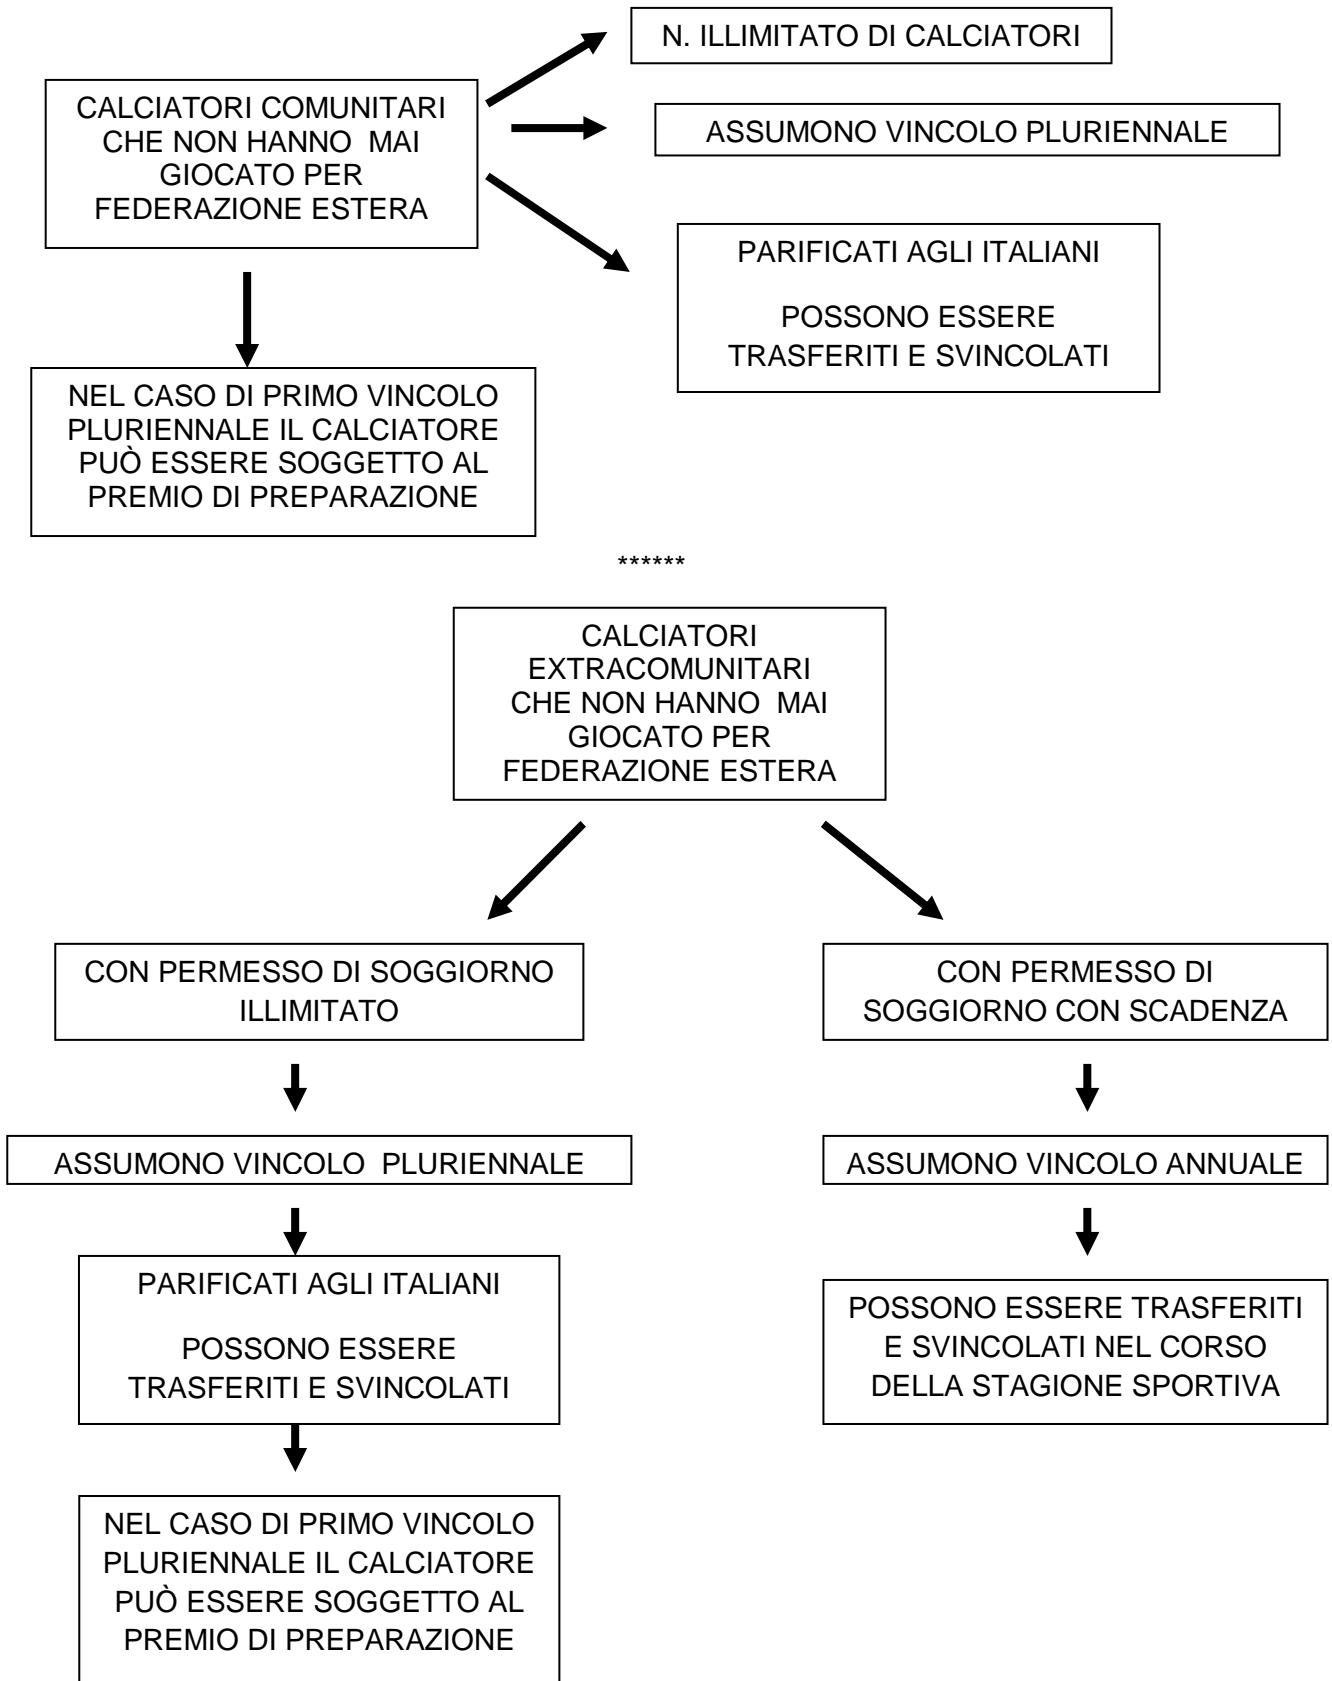 N. ILLIMITATO DI CALCIATORI
CALCIATORI COMUNITARI
CHE NON HANNO MAI
GIOCATO PER
FEDERAZIONE ESTERA
ASSUMONO VINCOLO PLURIENNALE
PARIFICATI AGLI ITALIANI
POSSONO ESSERE
TRASFERITI E SVINCOLATI
NEL CASO DI PRIMO VINCOLO
PLURIENNALE IL CALCIATORE
PUÒ ESSERE SOGGETTO AL
PREMIO DI PREPARAZIONE
******
CALCIATORI
EXTRACOMUNITARI
CHE NON HANNO MAI
GIOCATO PER
FEDERAZIONE ESTERA
CON PERMESSO DI SOGGIORNO
ILLIMITATO
ASSUMONO VINCOLO PLURIENNALE
PARIFICATI AGLI ITALIANI
POSSONO ESSERE
TRASFERITI E SVINCOLATI
NEL CASO DI PRIMO VINCOLO
PLURIENNALE IL CALCIATORE
PUÒ ESSERE SOGGETTO AL
PREMIO DI PREPARAZIONE
CON PERMESSO DI
SOGGIORNO CON SCADENZA
ASSUMONO VINCOLO ANNUALE
POSSONO ESSERE TRASFERITI
E SVINCOLATI NEL CORSO
DELLA STAGIONE SPORTIVA